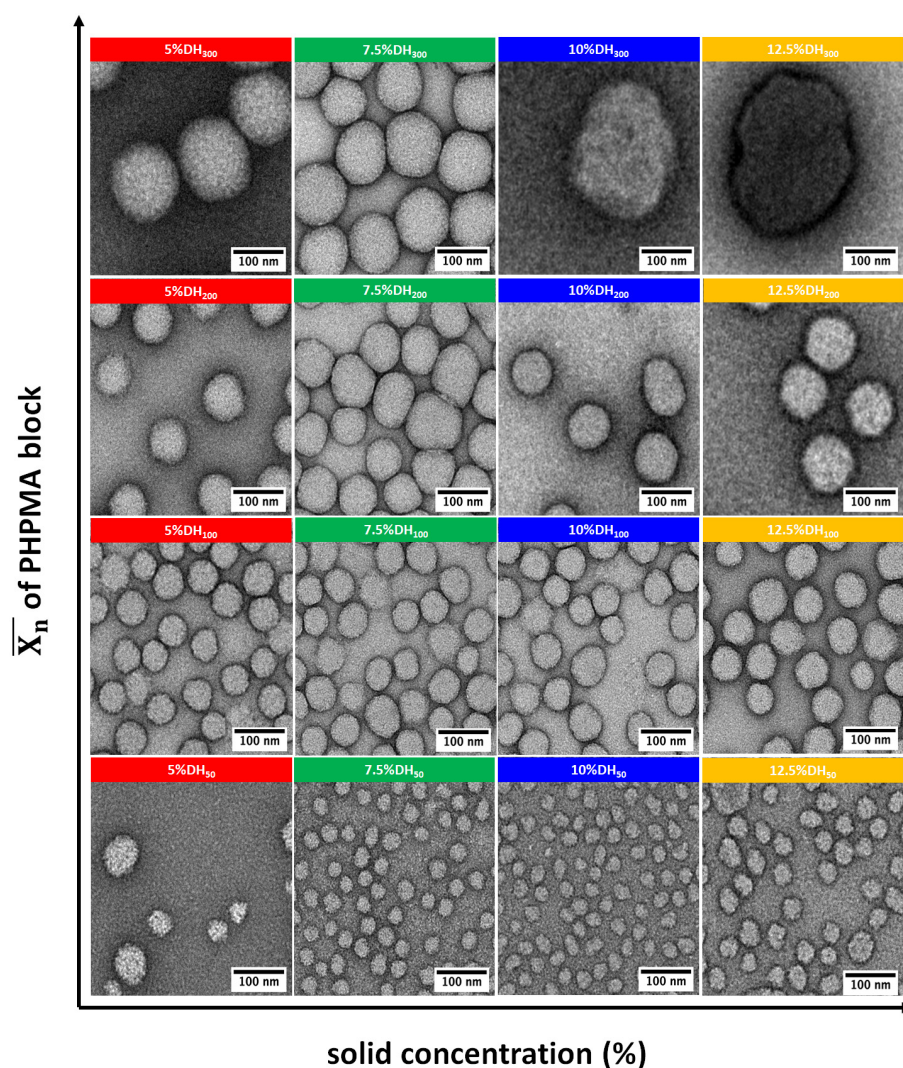 5%DH₃₀₀ 7.5%DH₃₀₀ 10%DH₃₀₀ 12.5%DH₃₀₀
100 nm 100 nm 100 nm 100 nm
5%DH₂₀₀ 7.5%DH₂₀₀ 10%DH₂₀₀ 12.5%DH₂₀₀
100 nm 100 nm 100 nm 100 nm
5%DH₁₀₀ 7.5%DH₁₀₀ 10%DH₁₀₀ 12.5%DH₁₀₀
100 nm 100 nm 100 nm 100 nm
5%DH₅₀ 7.5%DH₅₀ 10%DH₅₀ 12.5%DH₅₀
100 nm 100 nm 100 nm 100 nm
X̅ₙ of PHPMA block
solid concentration (%)